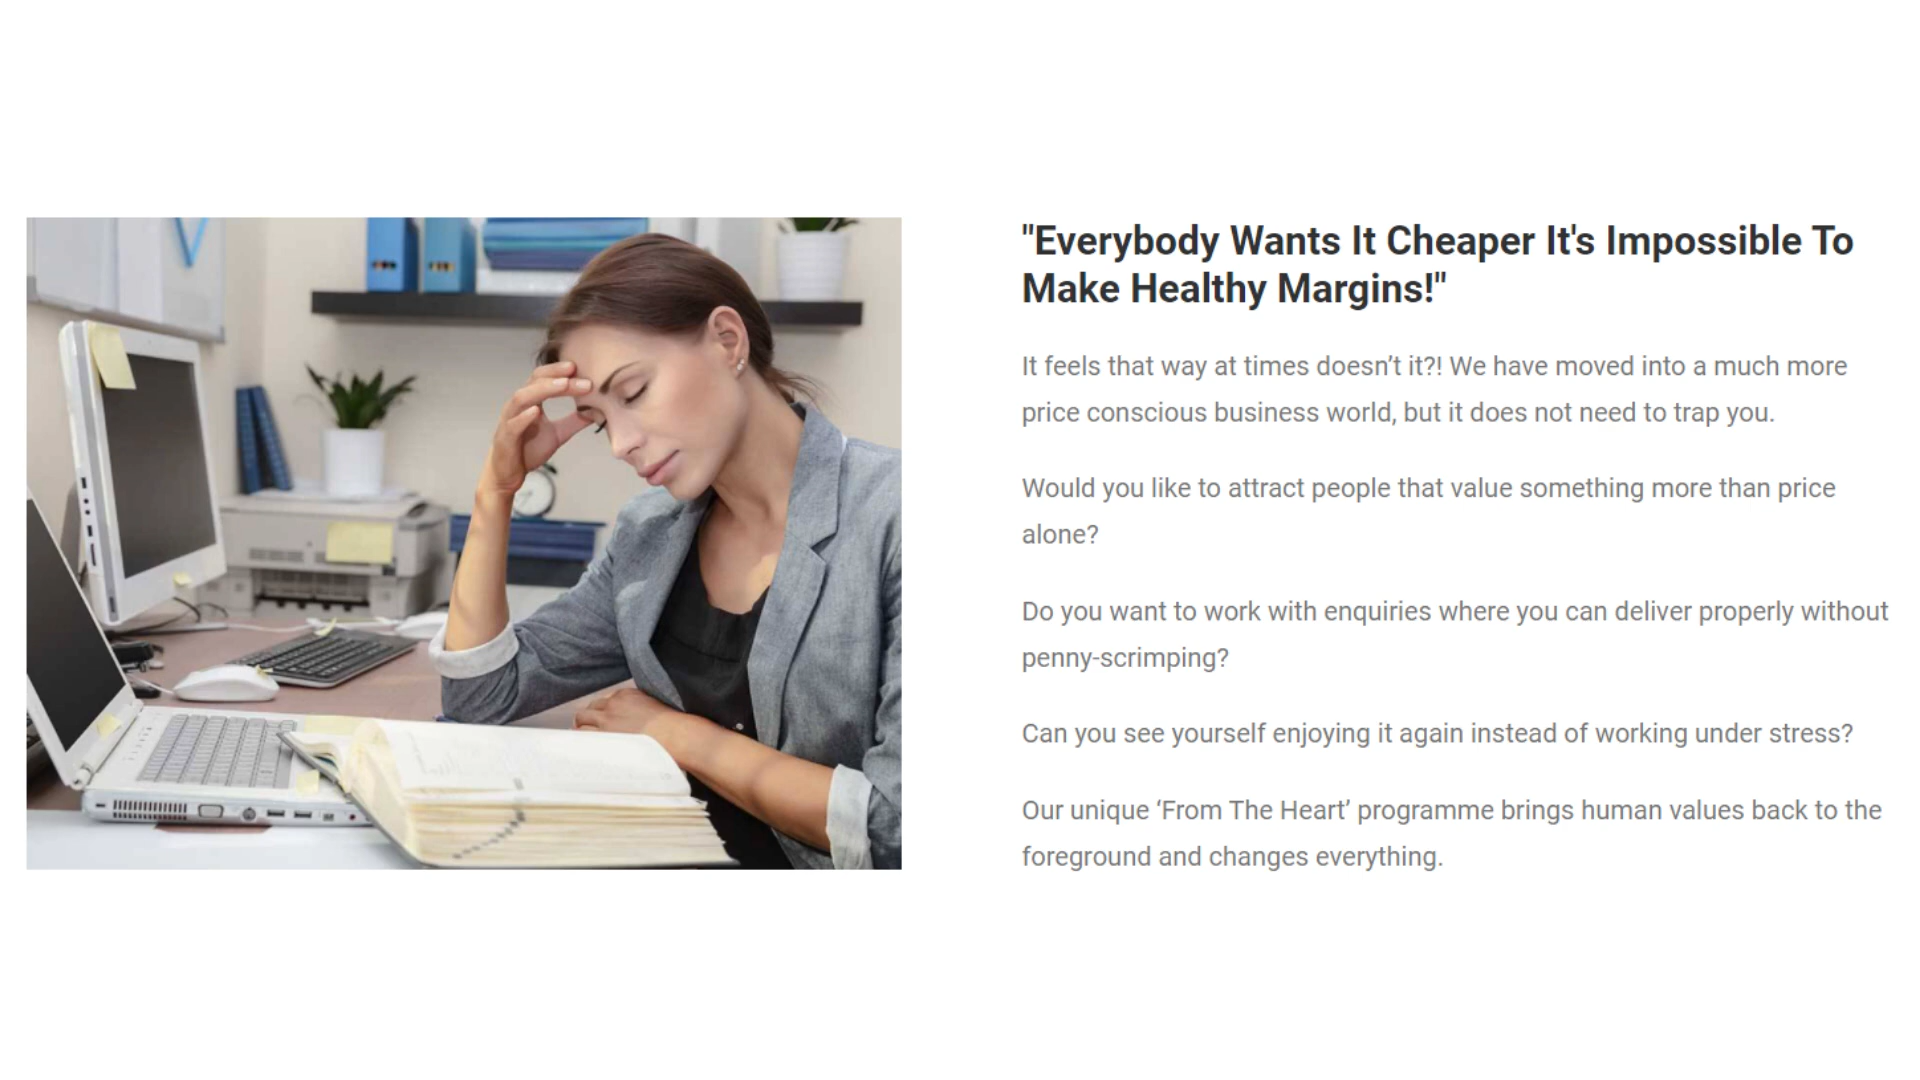 "Everybody Wants It Cheaper It's Impossible To
Make Healthy Margins!"
It feels that way at times doesn’t it?! We have moved into a much more
price conscious business world, but it does not need to trap you.
Would you like to attract people that value something more than price
alone?
Do you want to work with enquiries where you can deliver properly without
penny-scrimping?
Can you see yourself enjoying it again instead of working under stress?
Our unique ‘From The Heart’ programme brings human values back to the
foreground and changes everything.